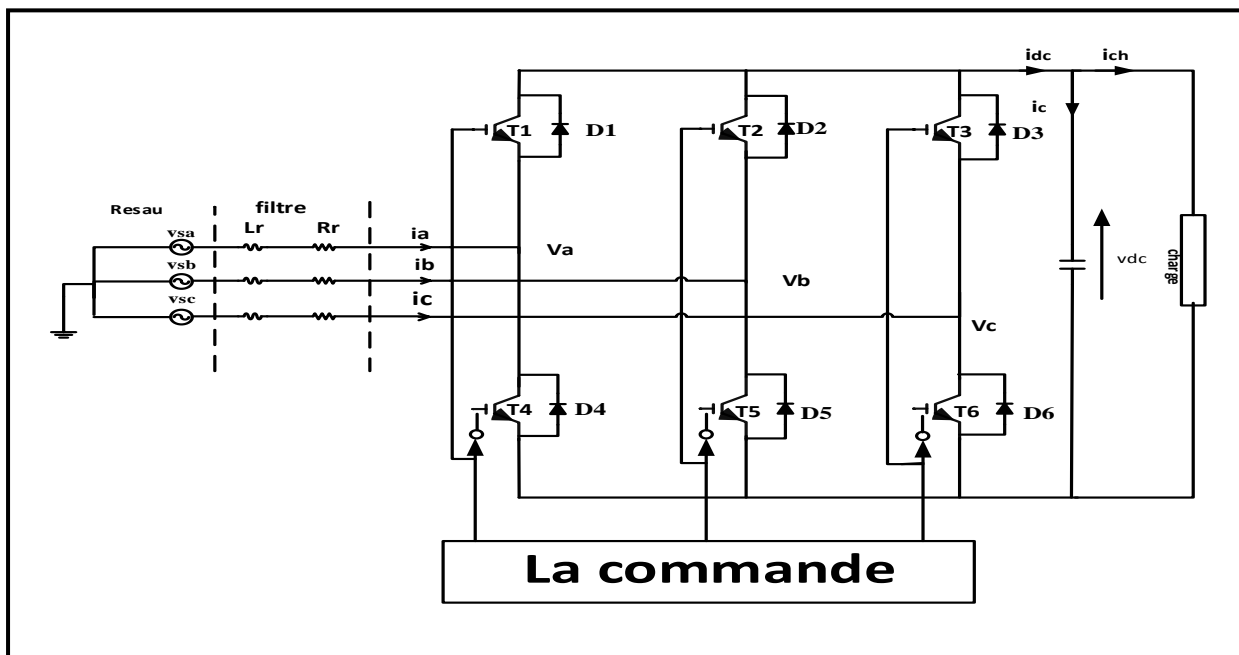 idc
ich
ic
T1
D1
T2
D2
T3
D3
Resau
filtre
vsa
Lr
Rr
ia
Va
vsb
ib
Vb
vsc
ic
Vc
vdc
charge
T4
D4
T5
D5
T6
D6
La commande